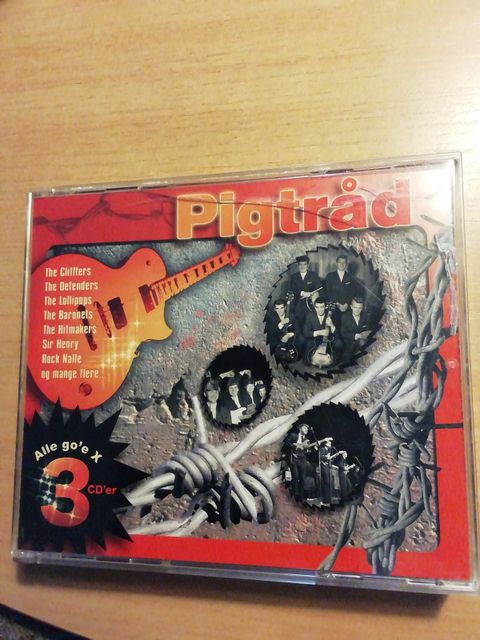 Pigtråd
The Cliffters
The Defenders
The Lollipops
The Baronets
The Hitmakers
Sir Henry
Rock Nalle
og mange flere
Alle go'e X
3
CD'er